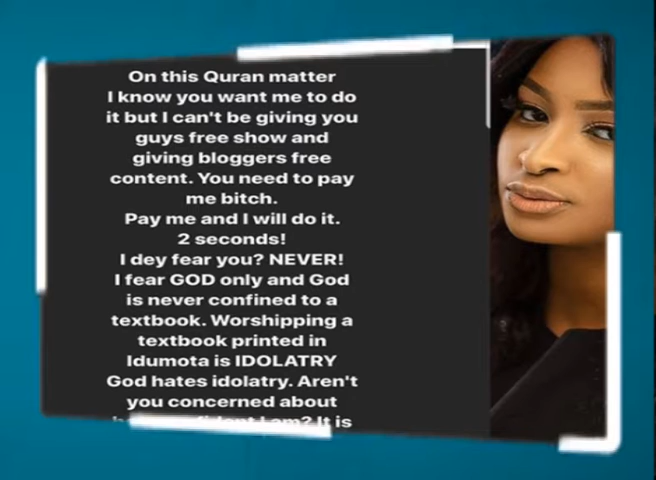 On this Quran matter
I know you want me to do
it but I can't be giving you
guys free show and
giving bloggers free
content. You need to pay
me bitch.
Pay me and I will do it.
2 seconds!
I dey fear you? NEVER!
I fear GOD only and God
is never confined to a
textbook. Worshipping a
textbook printed in
Idumota is IDOLATRY
God hates idolatry. Aren't
you concerned about
I am? It is